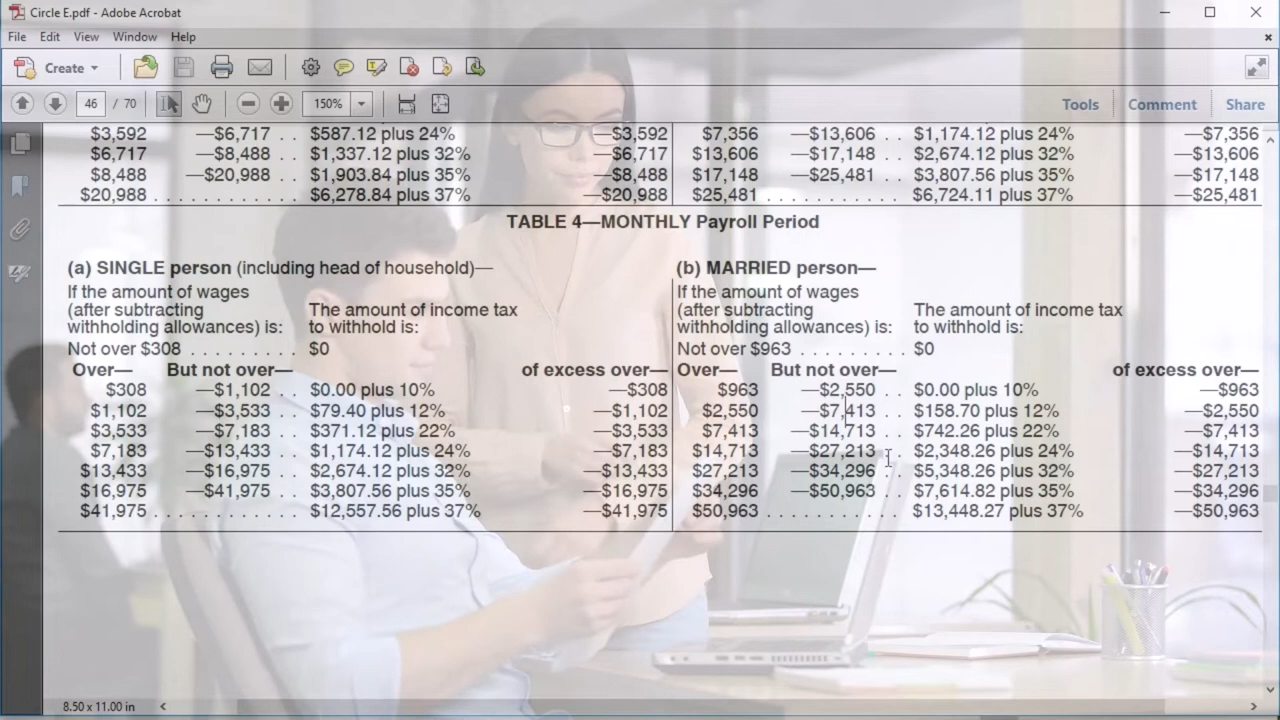 Circle E.pdf - Adobe Acrobat
File Edit View Window Help
Create
46 / 70 150% Tools Comment Share
$3,592 —$6,717 . . $587.12 plus 24% —$3,592 $7,356 —$13,606 . . $1,174.12 plus 24% —$7,356
$6,717 —$8,488 . . $1,337.12 plus 32% —$6,717 $13,606 —$17,148 . . $2,674.12 plus 32% —$13,606
$8,488 —$20,988 . . $1,903.84 plus 35% —$8,488 $17,148 —$25,481 . . $3,807.56 plus 35% —$17,148
$20,988 . . . . . . . . . . . . $6,278.84 plus 37% —$20,988 $25,481 . . . . . . . . . . . $6,724.11 plus 37% —$25,481
TABLE 4—MONTHLY Payroll Period
(a) SINGLE person (including head of household)— (b) MARRIED person—
If the amount of wages If the amount of wages
(after subtracting The amount of income tax (after subtracting The amount of income tax
withholding allowances) is: to withhold is: withholding allowances) is: to withhold is:
Not over $308 . . . . . . . . . $0 Not over $963 . . . . . . . . . $0
Over— But not over— of excess over— Over— But not over— of excess over—
$308 —$1,102 . . $0.00 plus 10% —$308 $963 —$2,550 . . $0.00 plus 10% —$963
$1,102 —$3,533 . . $79.40 plus 12% —$1,102 $2,550 —$7,413 . . $158.70 plus 12% —$2,550
$3,533 —$7,183 . . $371.12 plus 22% —$3,533 $7,413 —$14,713 . . $742.26 plus 22% —$7,413
$7,183 —$13,433 . . $1,174.12 plus 24% —$7,183 $14,713 —$27,213 . . $2,348.26 plus 24% —$14,713
$13,433 —$16,975 . . $2,674.12 plus 32% —$13,433 $27,213 —$34,296 . . $5,348.26 plus 32% —$27,213
$16,975 —$41,975 . . $3,807.56 plus 35% —$16,975 $34,296 —$50,963 . . $7,614.82 plus 35% —$34,296
$41,975 . . . . . . . . . . . . $12,557.56 plus 37% —$41,975 $50,963 . . . . . . . . . . . $13,448.27 plus 37% —$50,963
8.50 x 11.00 in